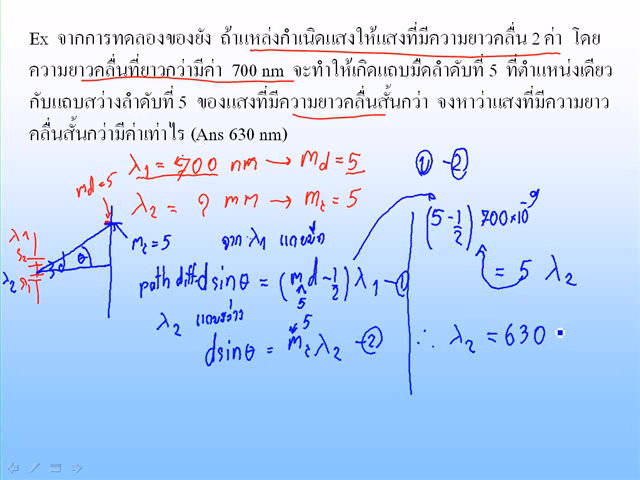 Ex จากการทดลองของยัง ถ้าแหล่งกำเนิดแสงให้แสงที่มีความยาวคลื่น 2 ค่า โดย
ความยาวคลื่นที่ยาวกว่ามีค่า 700 nm จะทำให้เกิดแถบมืดลำดับที่ 5 ที่ตำแหน่งเดียว
กับแถบสว่างลำดับที่ 5 ของแสงที่มีความยาวคลื่นสั้นกว่า จงหาว่าแสงที่มีความยาว
คลื่นสั้นกว่ามีค่าเท่าไร (Ans 630 nm)
λ1 = 700 nm → md = 5
md=5
λ2 = ? nm → m = 5
λ1
S2
d θ
λ2 S1
m = 5
จาก λ1 แถบมืด
path diff dsinθ = (md - 1/2) λ1 - ①
5
λ2 แถบสว่าง
5
dsinθ = m λ2 - ②
① - ②
(5 - 1/2) 700×10⁻⁹
= 5 λ2
∴ λ2 = 630